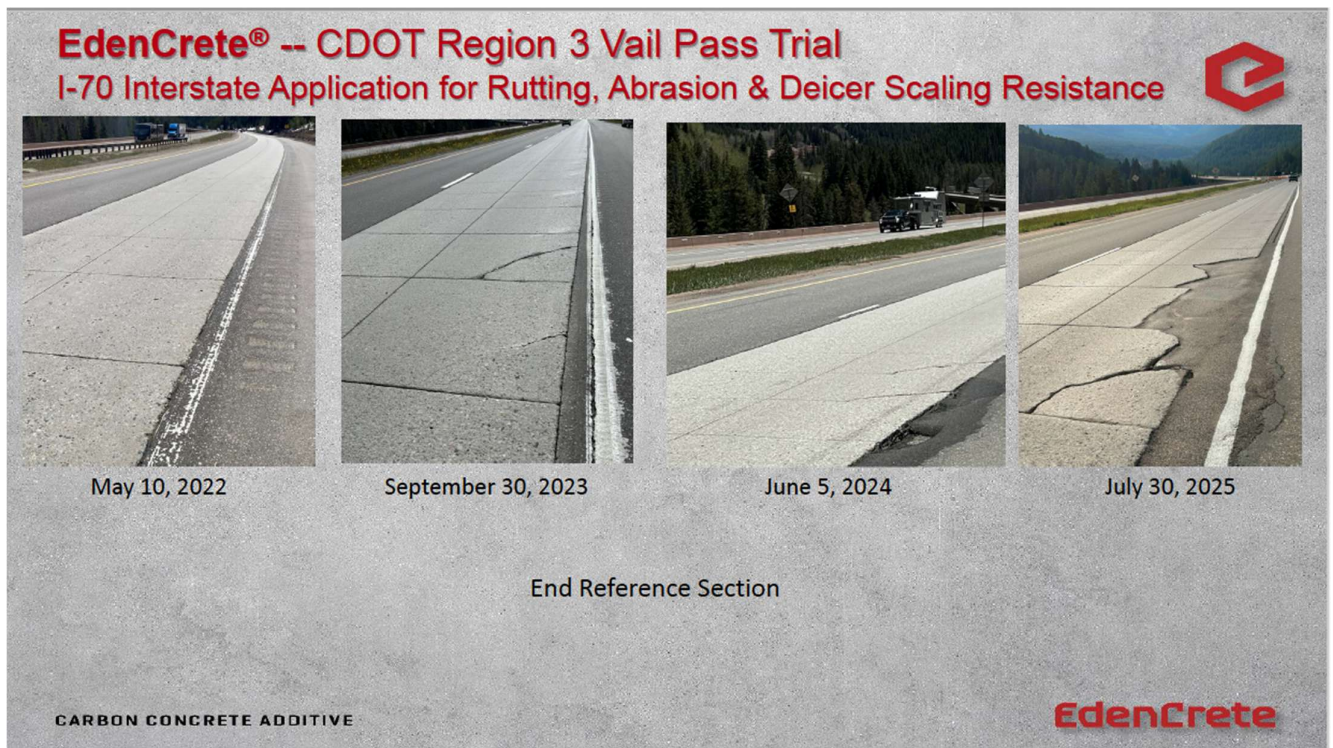 EdenCrete® -- CDOT Region 3 Vail Pass Trial
I-70 Interstate Application for Rutting, Abrasion & Deicer Scaling Resistance
May 10, 2022
September 30, 2023
June 5, 2024
July 30, 2025
End Reference Section
CARBON CONCRETE ADDITIVE
EdenCrete